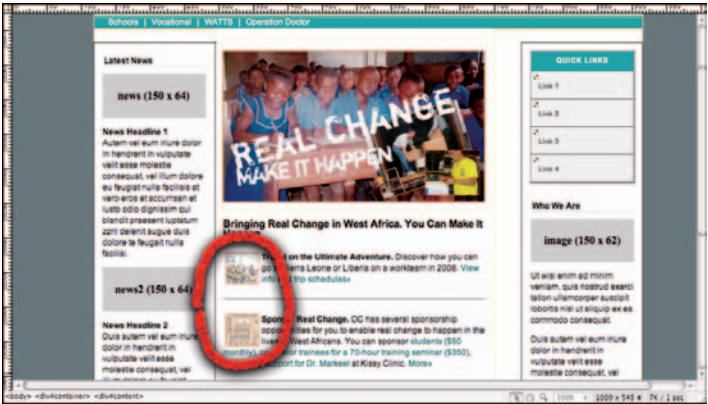 Schools | Vocational | WATTS | Operation Doctor
Latest News
news (150 x 64)
News Headline 1
Autem vel eum iriure dolor
in hendrerit in vulputate
velit esse molestie
consequat, vel illum dolore
eu feugiat nulla facilisis at
vero eros et accumsan et
iusto odio dignissim qui
blandit praesent luptatum
zzril delenit augue duis
dolore te feugait nulla
facilisi.
news2 (150 x 64)
News Headline 2
Duis autem vel eum iriure
dolor in hendrerit in
vulputate velit esse
molestie consequat, vel
REAL CHANGE
MAKE IT HAPPEN
Bringing Real Change in West Africa. You Can Make It
on the Ultimate Adventure. Discover how you can
go Leone or Liberia on a workteam in 2006. View
info trip schedules»
Real Change. OC has several sponsorship
for you to enable real change to happen in the
West Africans. You can sponsor students ($50
monthly), or trainees for a 70-hour training seminar ($350),
support for Dr. Markeel at Kissy Clinic. More»
QUICK LINKS
Link 1
Link 2
Link 3
Link 4
Who We Are
image (150 x 62)
Ut wisi enim ad minim
veniam, quis nostrud exerci
tation ullamcorper suscipit
lobortis nisl ut aliquip ex ea
commodo consequat.
Duis autem vel eum iriure
dolor in hendrerit in
vulputate velit esse
molestie consequat, vel
<body> <div#container> <div#content>
100% 1009 x 545 7K / 1 sec